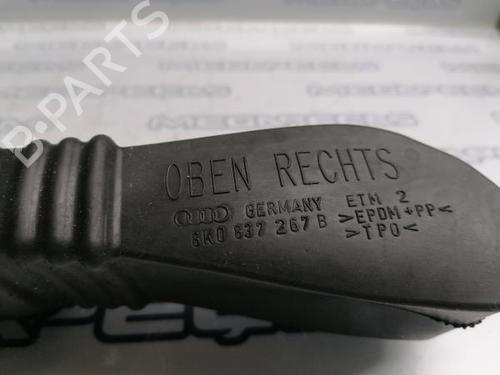 B-PARTS
OBEN RECHTS
GERMANY ETM 2
8K0 837 267 B >EPDM+PP<
>TPO<